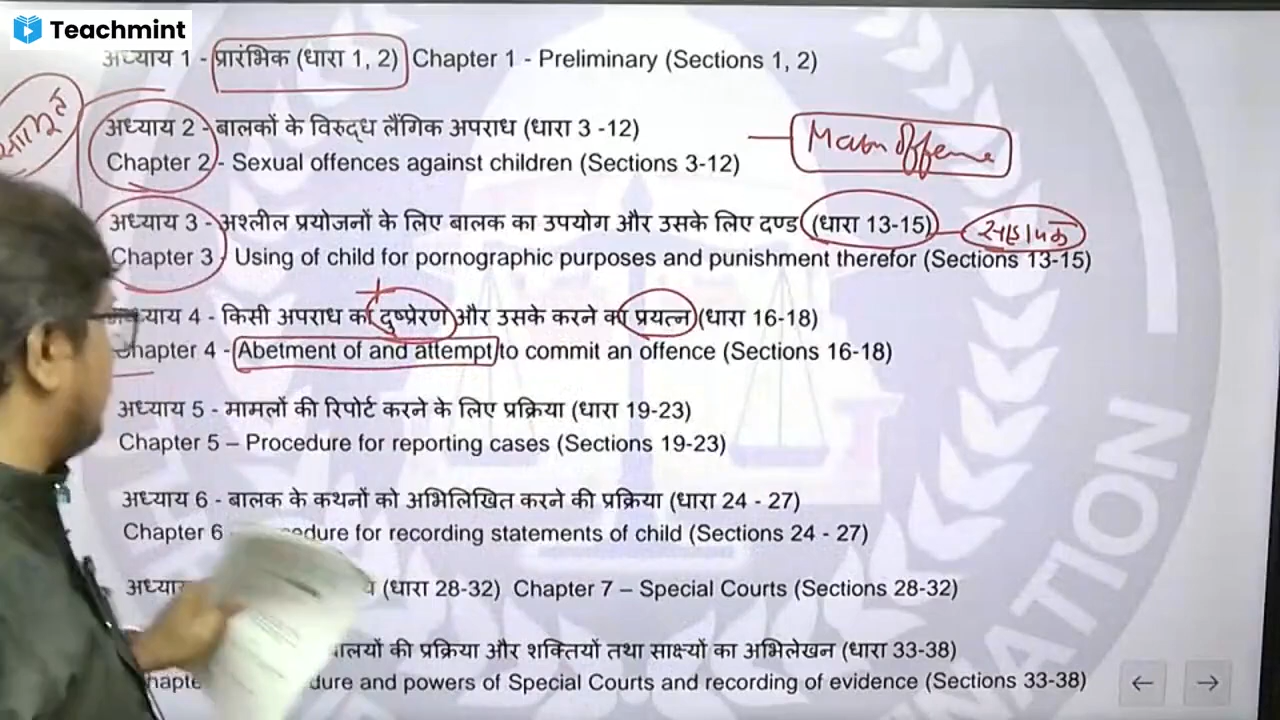 Teachmint
अध्याय 1 - प्रारंभिक (धारा 1, 2) Chapter 1 - Preliminary (Sections 1, 2)
अध्याय 2 - बालकों के विरुद्ध लैंगिक अपराध (धारा 3 -12)
Chapter 2 - Sexual offences against children (Sections 3-12)
अध्याय 3 - अश्लील प्रयोजनों के लिए बालक का उपयोग और उसके लिए दण्ड (धारा 13-15)
Chapter 3 Using of child for pornographic purposes and punishment therefor (Sections 13-15)
4 - किसी अपराध का दुष्प्रेरण और उसके करने का प्रयत्न (धारा 16-18)
Chapter 4 - Abetment of and attempt to commit an offence (Sections 16-18)
अध्याय 5 - मामलों की रिपोर्ट करने के लिए प्रक्रिया (धारा 19-23)
Chapter 5 – Procedure for reporting cases (Sections 19-23)
अध्याय 6 - बालक के कथनों को अभिलिखित करने की प्रक्रिया (धारा 24 - 27)
Chapter 6 for recording statements of child (Sections 24 - 27)
(धारा 28-32) Chapter 7 – Special Courts (Sections 28-32)
की प्रक्रिया और शक्तियों तथा साक्ष्यों का अभिलेखन (धारा 33-38)
and powers of Special Courts and recording of evidence (Sections 33-38)
NATION